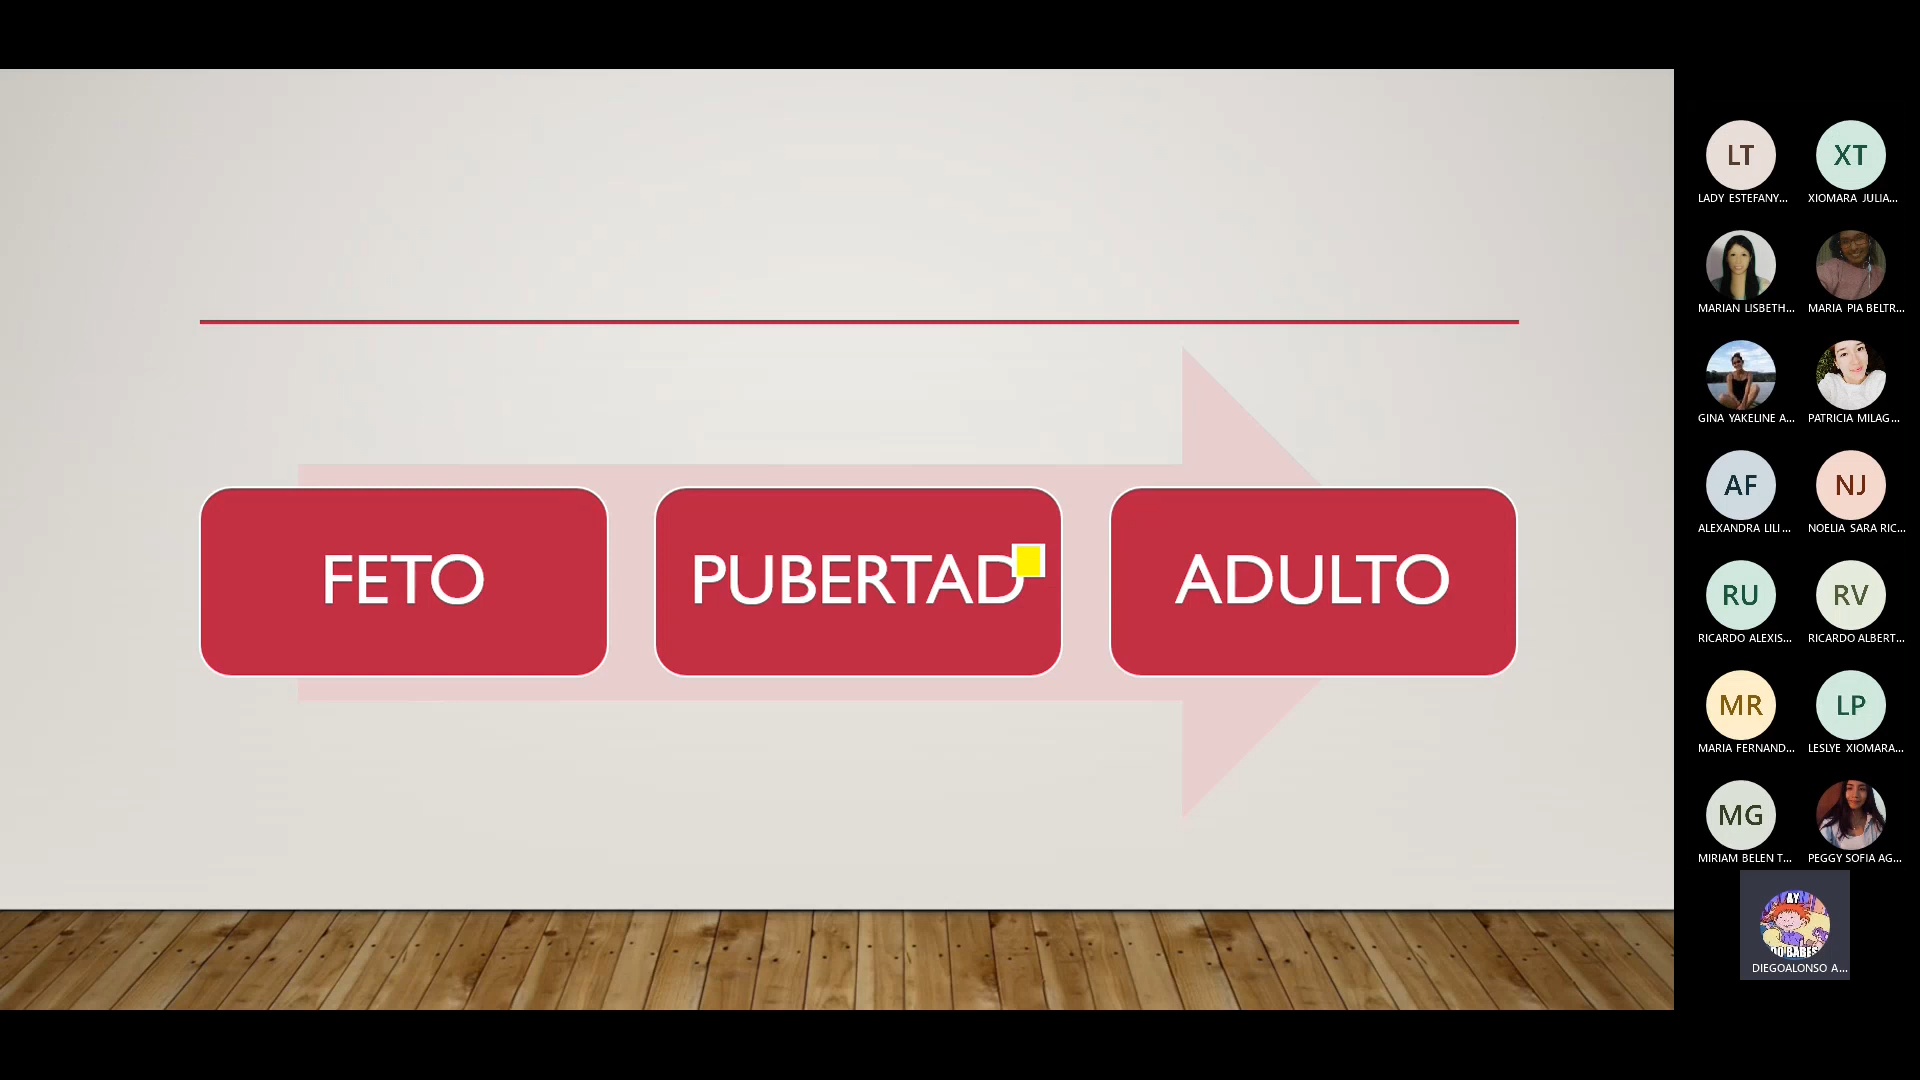 FETO
PUBERTAD
ADULTO
LT
XT
LADY ESTEFANY...
XIOMARA JULIA...
MARIAN LISBETH...
MARIA PIA BELTR...
GINA YAKELINE A...
PATRICIA MILAG...
AF
NJ
ALEXANDRA LILI...
NOELIA SARA RIC...
RU
RV
RICARDO ALEXIS...
RICARDO ALBERT...
MR
LP
MARIA FERNAND...
LESLYE XIOMARA...
MG
MIRIAM BELEN T...
PEGGY SOFIA AG...
AY
DIEGOALONSO A...